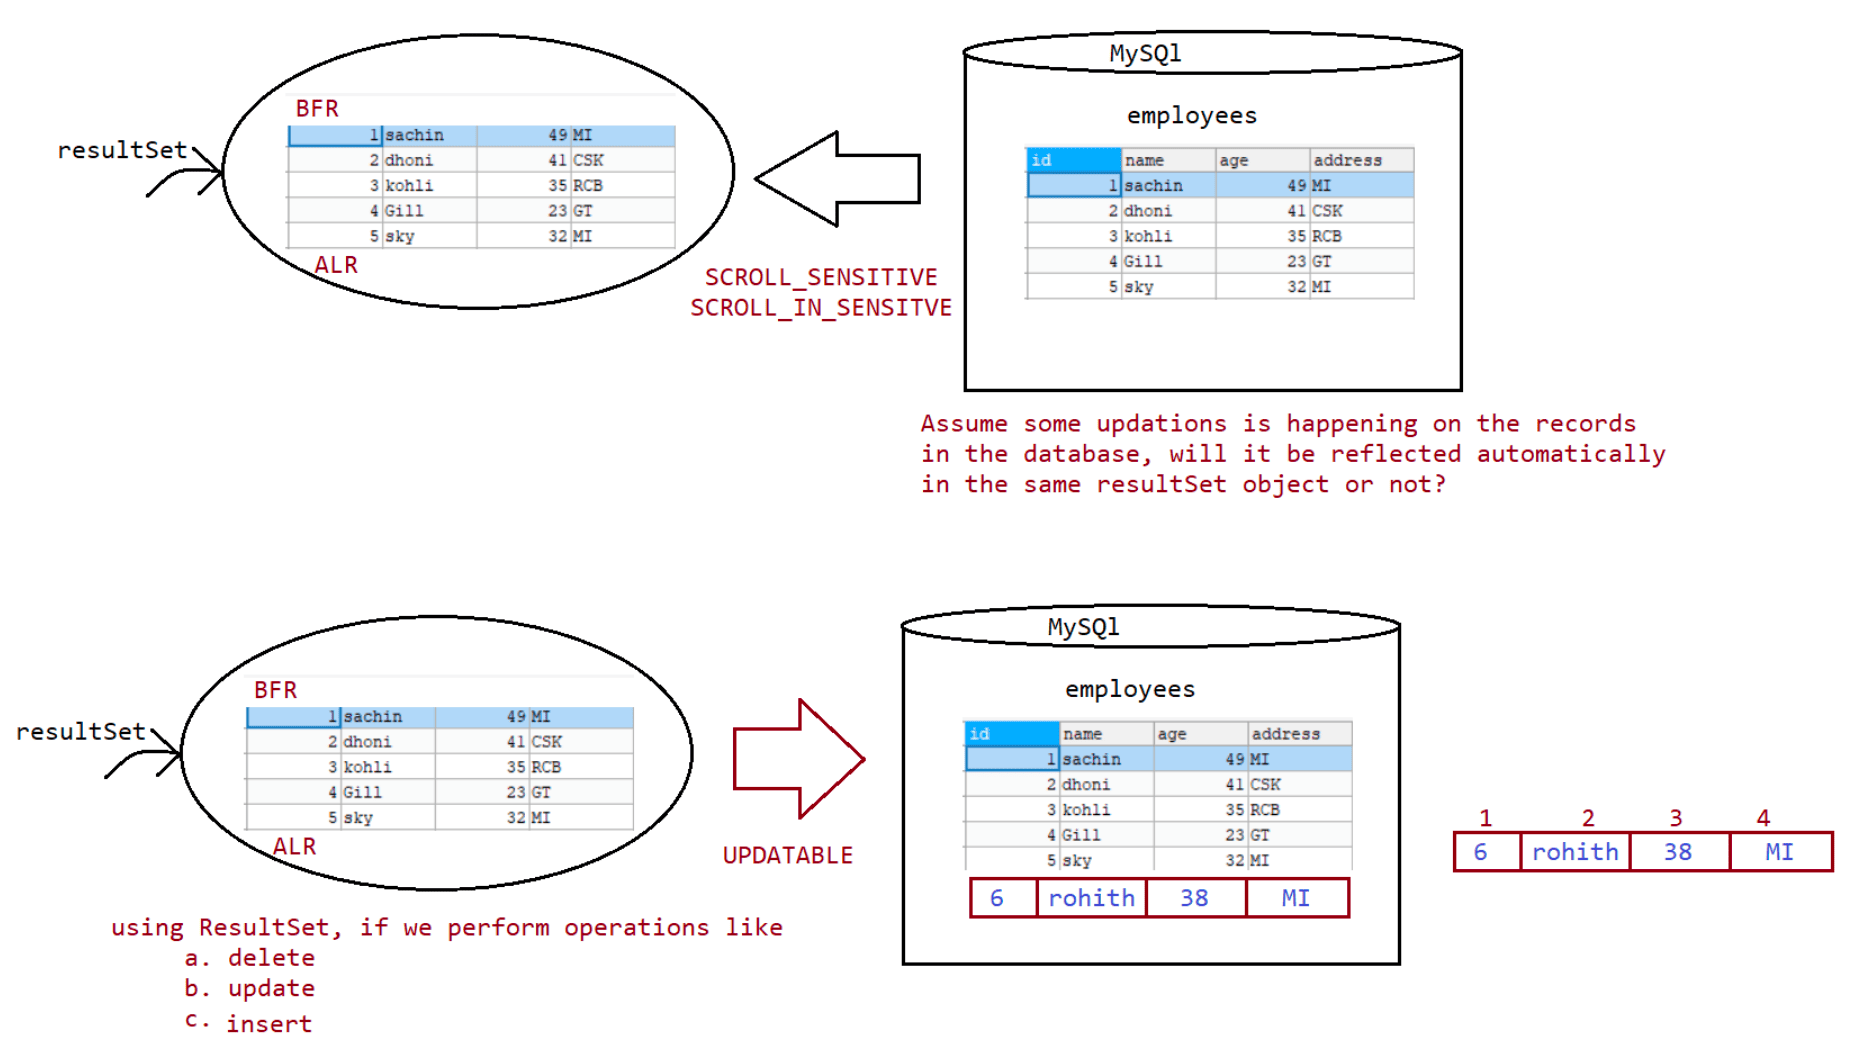 MySQl
employees
BFR
resultSet
1 sachin 49 MI
2 dhoni 41 CSK
3 kohli 35 RCB
4 Gill 23 GT
5 sky 32 MI
ALR
id name age address
1 sachin 49 MI
2 dhoni 41 CSK
3 kohli 35 RCB
4 Gill 23 GT
5 sky 32 MI
SCROLL_SENSITIVE
SCROLL_IN_SENSITVE
Assume some updations is happening on the records
in the database, will it be reflected automatically
in the same resultSet object or not?
MySQl
employees
BFR
resultSet
1 sachin 49 MI
2 dhoni 41 CSK
3 kohli 35 RCB
4 Gill 23 GT
5 sky 32 MI
ALR
UPDATABLE
id name age address
1 sachin 49 MI
2 dhoni 41 CSK
3 kohli 35 RCB
4 Gill 23 GT
5 sky 32 MI
6 rohith 38 MI
1 2 3 4
6 rohith 38 MI
using ResultSet, if we perform operations like
a. delete
b. update
c. insert